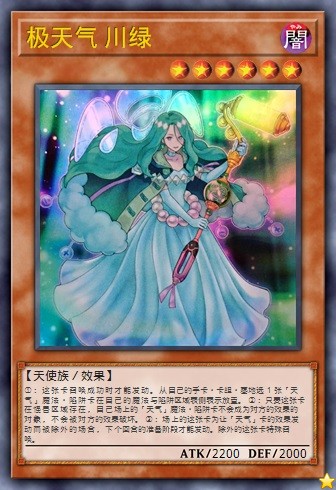 极天气 川绿
闇
【天使族／效果】
①：这张卡召唤成功时才能发动。从自己的手卡·卡组·墓地选1张「天
气」魔法·陷阱卡在自己的魔法与陷阱区域表侧表示放置。②：只要这张卡
在怪兽区域存在，自己场上的「天气」魔法·陷阱卡不会成为对方的效果的
对象，不会被对方的效果破坏。③：场上的这张卡为让「天气」卡的效果发
动而被除外的场合，下个回合的准备阶段才能发动。除外的这张卡特殊召
唤。
ATK/2200 DEF/2000